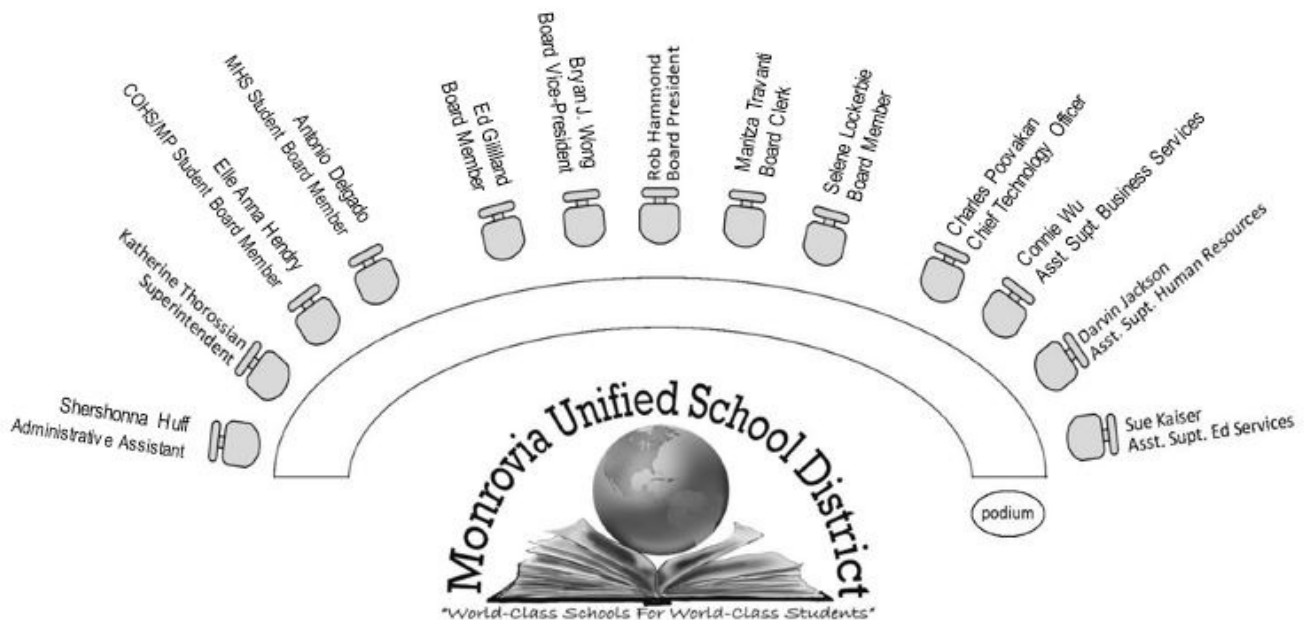 Shershonna Huff
Administrative Assistant
Katherine Thorossian
Superintendent
Elle Anna Hendry
COHS/MP Student Board Member
Antonio Delgado
MHS Student Board Member
Ed Gililland
Board Member
Bryan J. Wong
Board Vice-President
Rob Hammond
Board President
Maritza Travanti
Board Clerk
Selene Lockerbie
Board Member
Charles Poovakan
Chief Technology Officer
Connie Wu
Asst. Supt. Business Services
Darvin Jackson
Asst. Supt. Human Resources
Sue Kaiser
Asst. Supt. Ed Services
podium
Monrovia Unified School District
"World-Class Schools For World-Class Students"